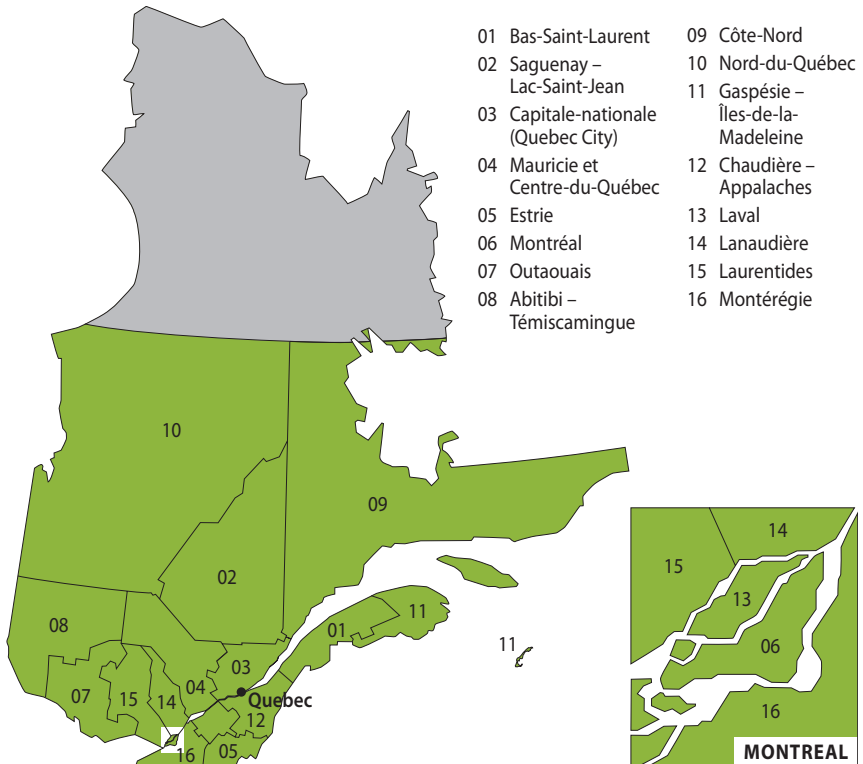 01 Bas-Saint-Laurent
02 Saguenay –
Lac-Saint-Jean
03 Capitale-nationale
(Quebec City)
04 Mauricie et
Centre-du-Québec
05 Estrie
06 Montréal
07 Outaouais
08 Abitibi –
Témiscamingue
09 Côte-Nord
10 Nord-du-Québec
11 Gaspésie –
Îles-de-la-
Madeleine
12 Chaudière –
Appalaches
13 Laval
14 Lanaudière
15 Laurentides
16 Montérégie
10
09
02
08
01
11
11
03
04
07
15
14
Quebec
12
16
05
14
15
13
06
16
MONTREAL